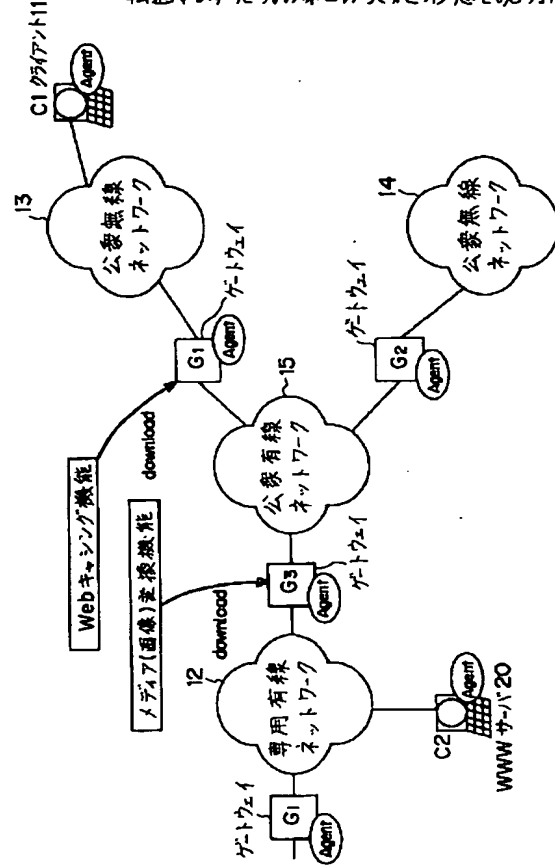 C1 クライアント11
Agent
13
公衆無線
ネットワーク
14
公衆無線
ネットワーク
ゲートウェイ
G1
Agent
ゲートウェイ
G2
Agent
Webキャッシング機能
download
15
公衆有線
ネットワーク
メディア(画像)変換機能
download
G3
ゲートウェイ
Agent
12
専用有線
ネットワーク
C2
Agent
WWWサーバ20
ゲートウェイ
G1
Agent